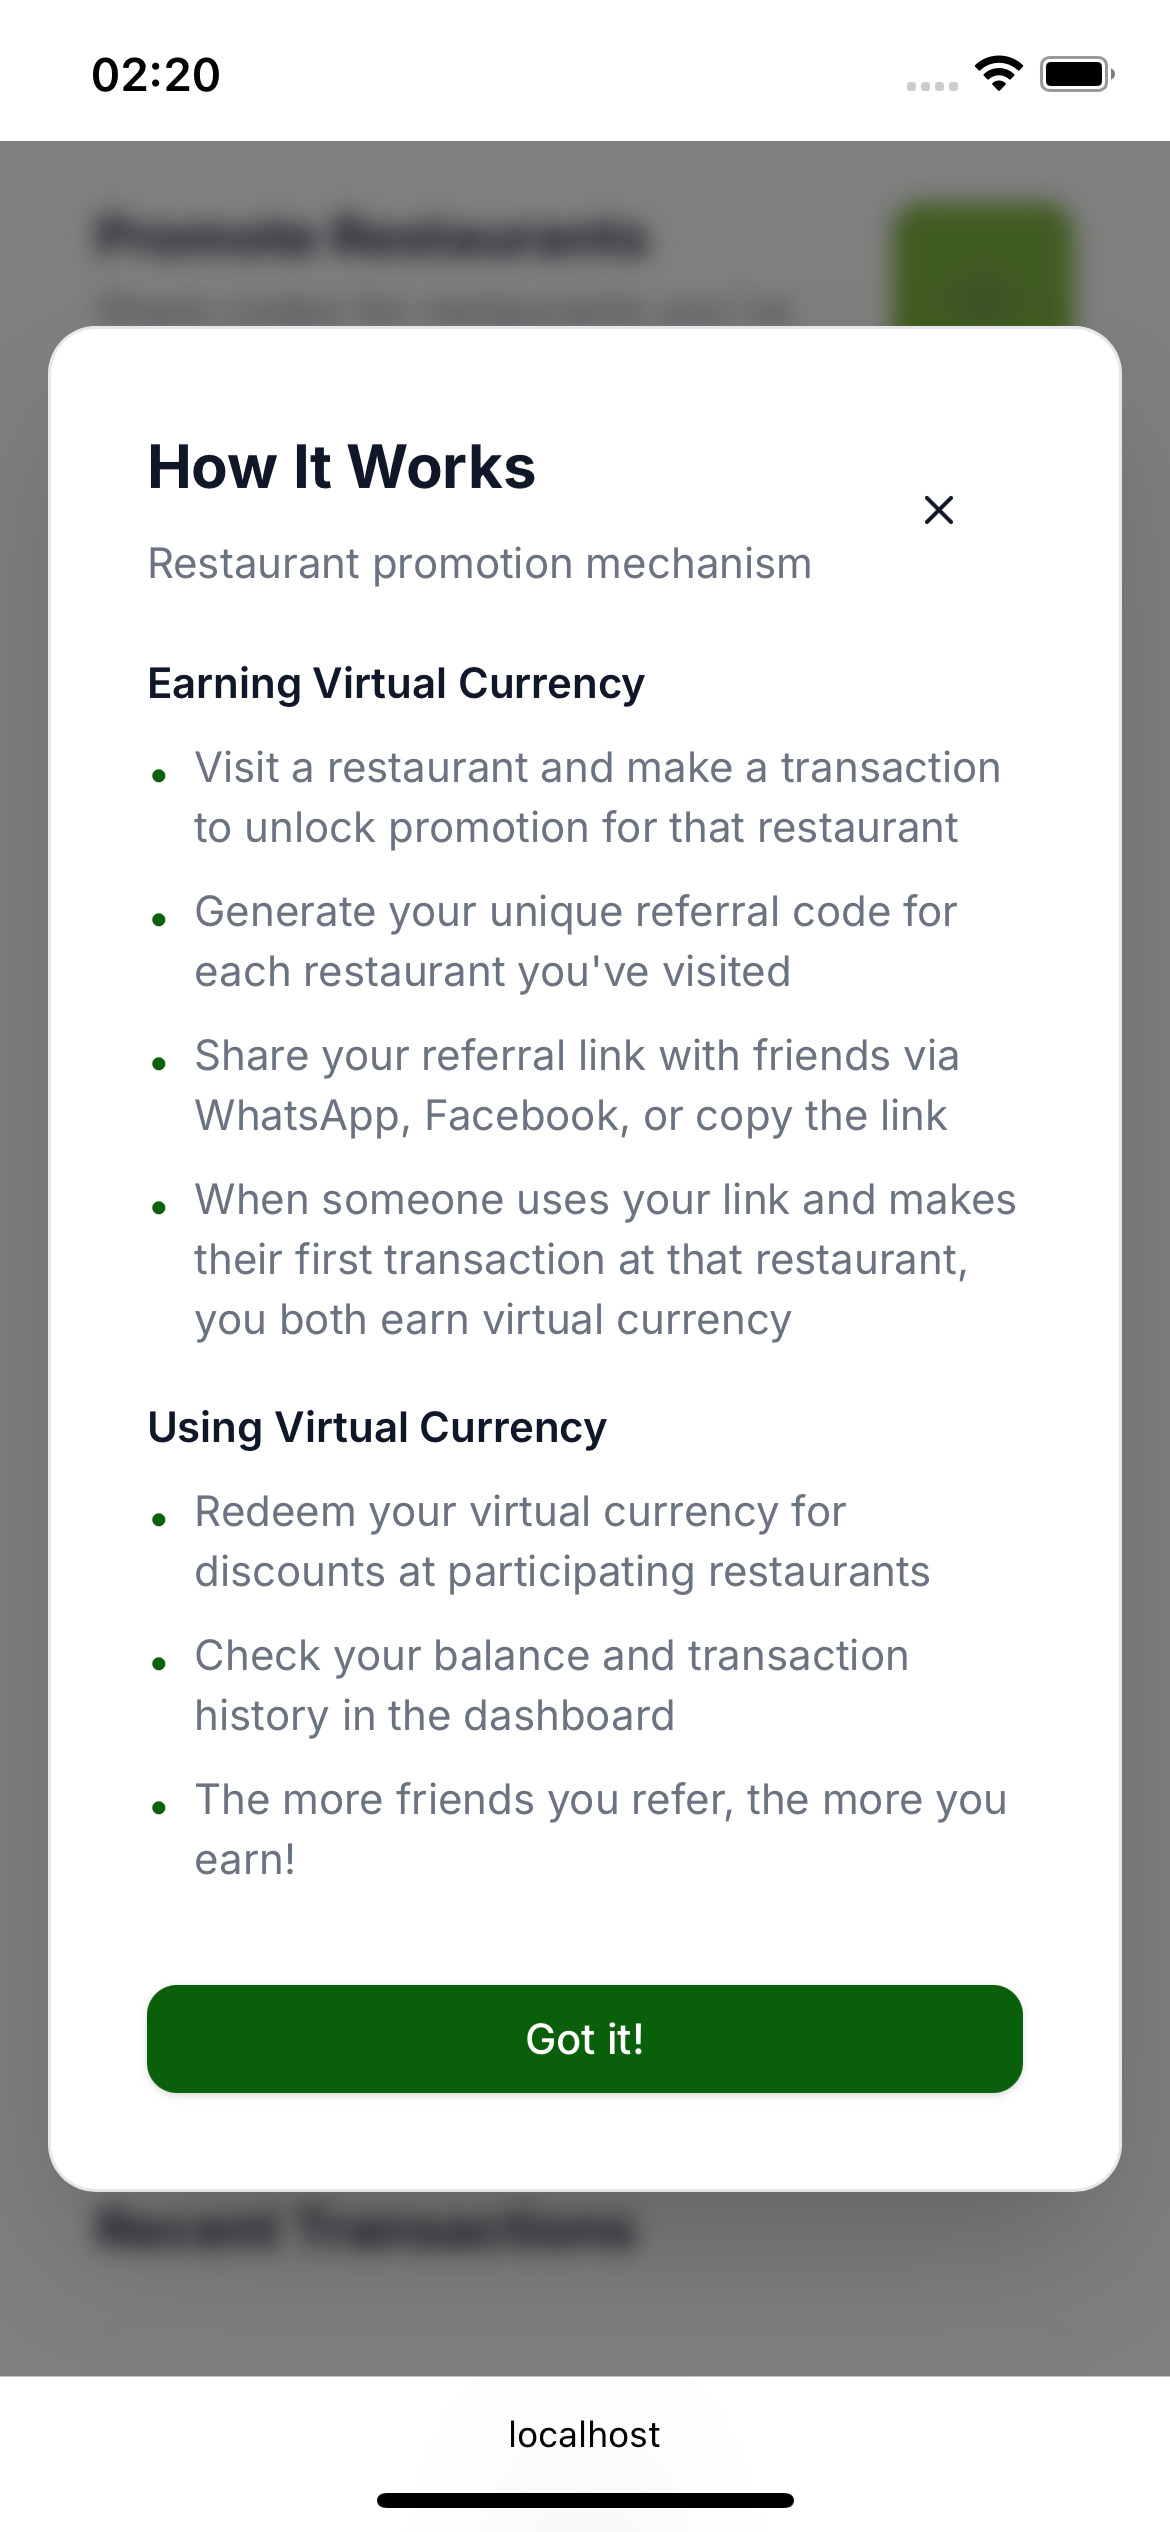 02:20
Promote Restaurants
How It Works
Restaurant promotion mechanism
Earning Virtual Currency
Visit a restaurant and make a transaction
to unlock promotion for that restaurant
Generate your unique referral code for
each restaurant you've visited
Share your referral link with friends via
WhatsApp, Facebook, or copy the link
When someone uses your link and makes
their first transaction at that restaurant,
you both earn virtual currency
Using Virtual Currency
Redeem your virtual currency for
discounts at participating restaurants
Check your balance and transaction
history in the dashboard
The more friends you refer, the more you
earn!
Got it!
Recent Transactions
localhost